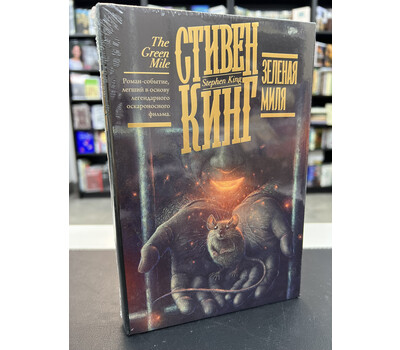 The
Green
Mile
Роман-событие,
легший в основу
легендарного
оскароносного
фильма.
СТИВЕН
Stephen King
КИНГ
ЗЕЛЕНАЯ
МИЛЯ